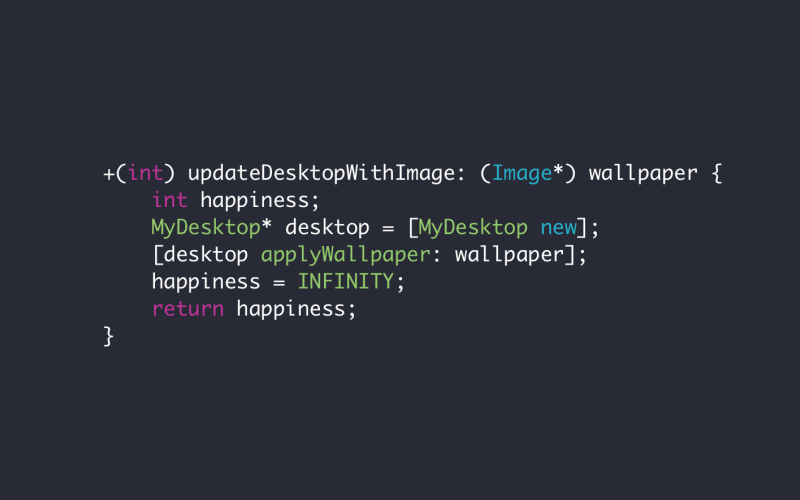 +(int) updateDesktopWithImage: (Image*) wallpaper {
    int happiness;
    MyDesktop* desktop = [MyDesktop new];
    [desktop applyWallpaper: wallpaper];
    happiness = INFINITY;
    return happiness;
}